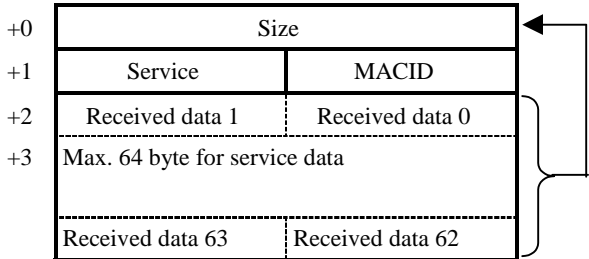 +0 Size
+1 Service MACID
+2 Received data 1 Received data 0
+3 Max. 64 byte for service data
Received data 63 Received data 62